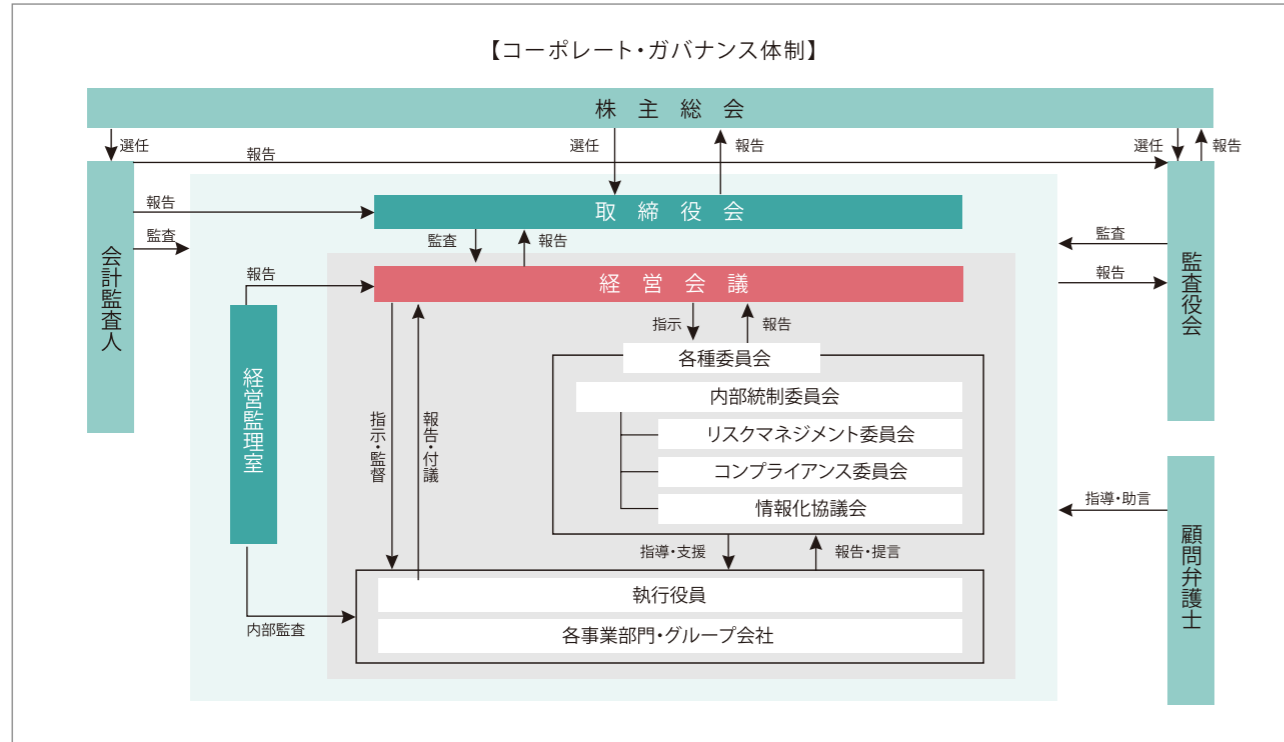 【コーポレート・ガバナンス体制】
株主総会
選任
報告
選任
報告
選任
報告
報告
取締役会
監査
監査
報告
監査
会計監査人
報告
経営会議
報告
監査役会
指示
報告
各種委員会
経営監理室
内部統制委員会
指示・監督
報告・付議
リスクマネジメント委員会
コンプライアンス委員会
情報化協議会
指導・助言
顧問弁護士
指導・支援
報告・提言
執行役員
内部監査
各事業部門・グループ会社